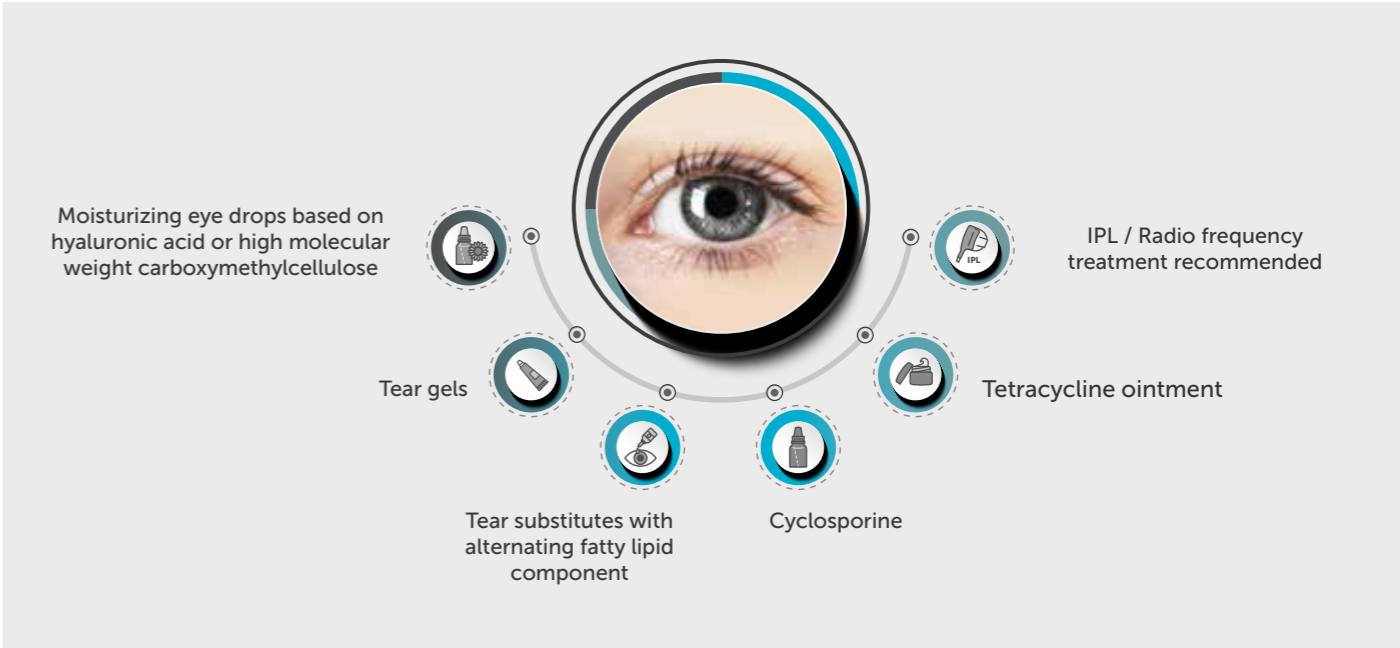 Moisturizing eye drops based on
hyaluronic acid or high molecular
weight carboxymethylcellulose
Tear gels
Tear substitutes with
alternating fatty lipid
component
Cyclosporine
Tetracycline ointment
IPL / Radio frequency
treatment recommended
IPL